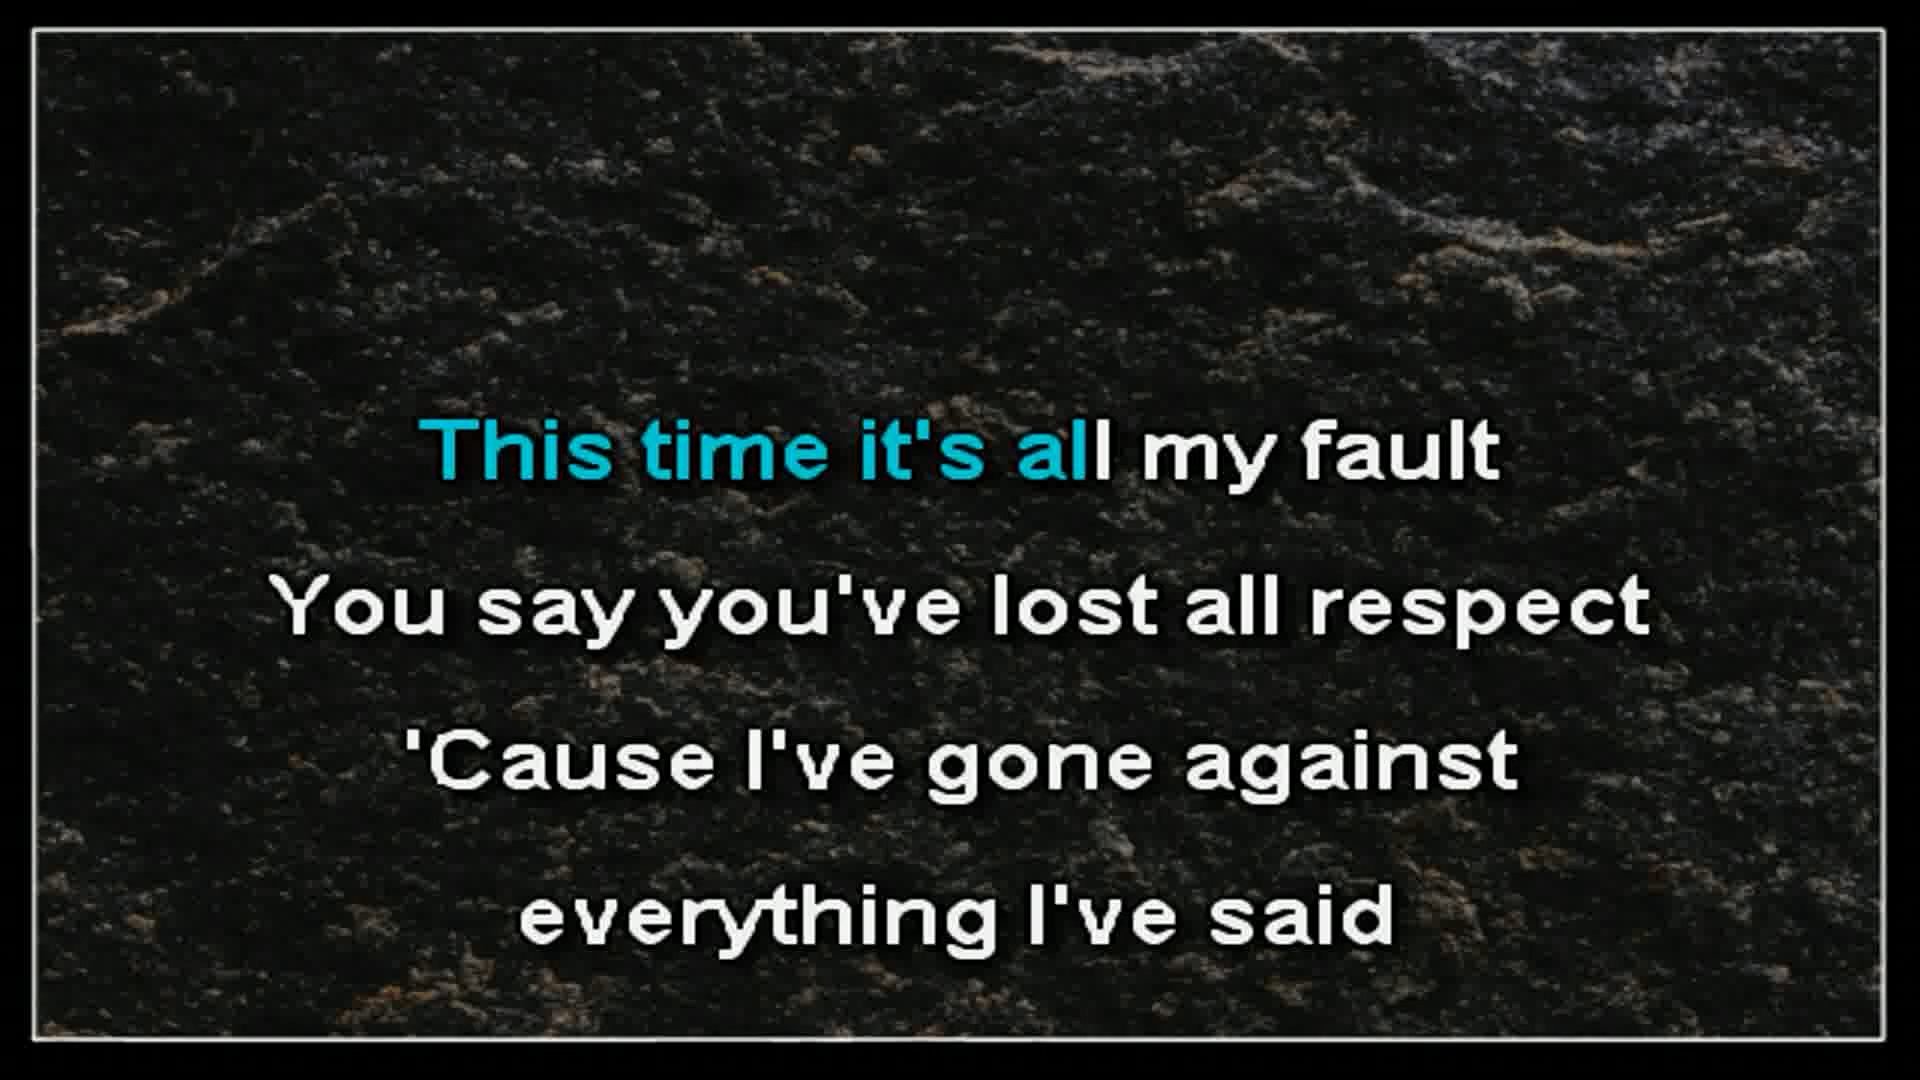 This time it's all my fault
You say you've lost all respect
'Cause I've gone against
everything I've said